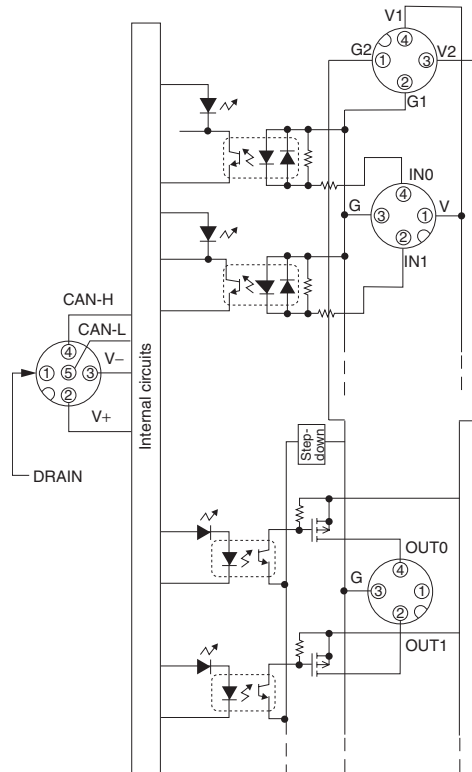 V1
4
G2
V2
1
3
2
G1
IN0
4
G
V
3
1
2
IN1
CAN-H
CAN-L
4
V–
1
5
3
2
V+
DRAIN
Internal circuits
Step-
down
OUT0
4
G
3
1
2
OUT1